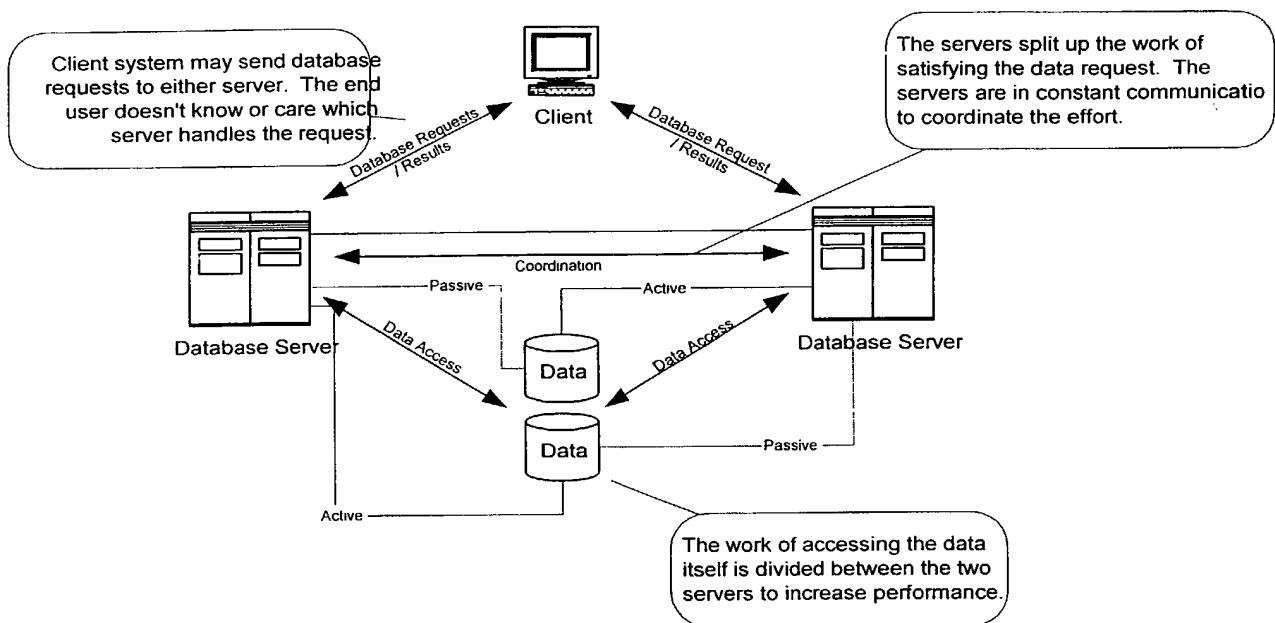 Client system may send database
requests to either server. The end
user doesn't know or care which
server handles the request.
Client
The servers split up the work of
satisfying the data request. The
servers are in constant communicatio
to coordinate the effort.
Database Requests
/ Results
Database Request
/ Results
Coordination
Passive
Active
Database Server
Database Server
Data Access
Data Access
Data
Data
Passive
Active
The work of accessing the data
itself is divided between the two
servers to increase performance.